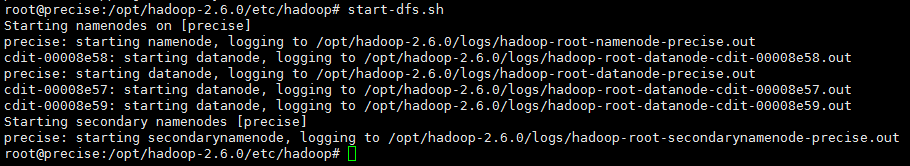 root@precise:/opt/hadoop-2.6.0/etc/hadoop# start-dfs.sh
Starting namenodes on [precise]
precise: starting namenode, logging to /opt/hadoop-2.6.0/logs/hadoop-root-namenode-precise.out
cdit-00008e58: starting datanode, logging to /opt/hadoop-2.6.0/logs/hadoop-root-datanode-cdit-00008e58.out
precise: starting datanode, logging to /opt/hadoop-2.6.0/logs/hadoop-root-datanode-precise.out
cdit-00008e57: starting datanode, logging to /opt/hadoop-2.6.0/logs/hadoop-root-datanode-cdit-00008e57.out
cdit-00008e59: starting datanode, logging to /opt/hadoop-2.6.0/logs/hadoop-root-datanode-cdit-00008e59.out
Starting secondary namenodes [precise]
precise: starting secondarynamenode, logging to /opt/hadoop-2.6.0/logs/hadoop-root-secondarynamenode-precise.out
root@precise:/opt/hadoop-2.6.0/etc/hadoop#